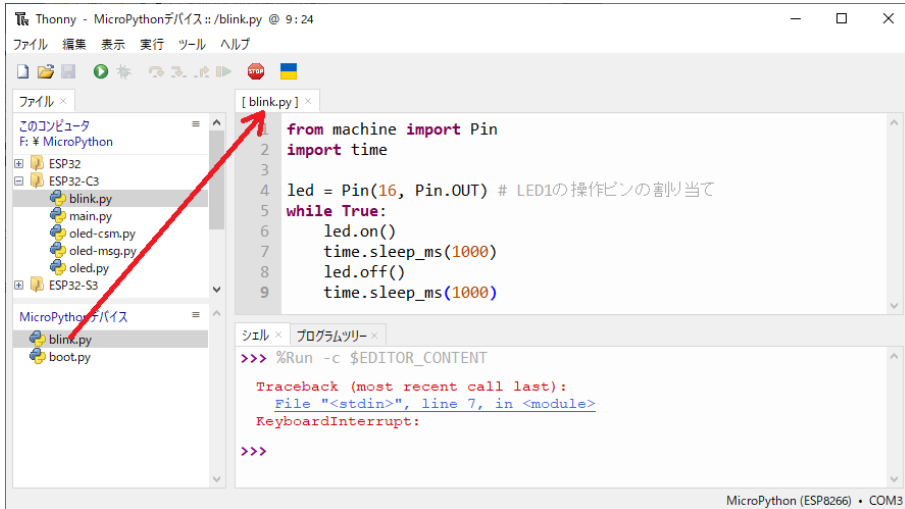 Thonny - MicroPythonデバイス :: /blink.py @ 9:24
ファイル 編集 表示 実行 ツール ヘルプ
STOP
ファイル ×
このコンピュータ
F: ¥ MicroPython
ESP32
ESP32-C3
blink.py
main.py
oled-csm.py
oled-msg.py
oled.py
ESP32-S3
MicroPythonデバイス
blink.py
boot.py
[ blink.py ] ×
1 from machine import Pin
2 import time
3
4 led = Pin(16, Pin.OUT) # LED1の操作ピンの割り当て
5 while True:
6 led.on()
7 time.sleep_ms(1000)
8 led.off()
9 time.sleep_ms(1000)
シェル × プログラムツリー ×
>>> %Run -c $EDITOR_CONTENT
Traceback (most recent call last):
File "<stdin>", line 7, in <module>
KeyboardInterrupt:
>>>
MicroPython (ESP8266) • COM3